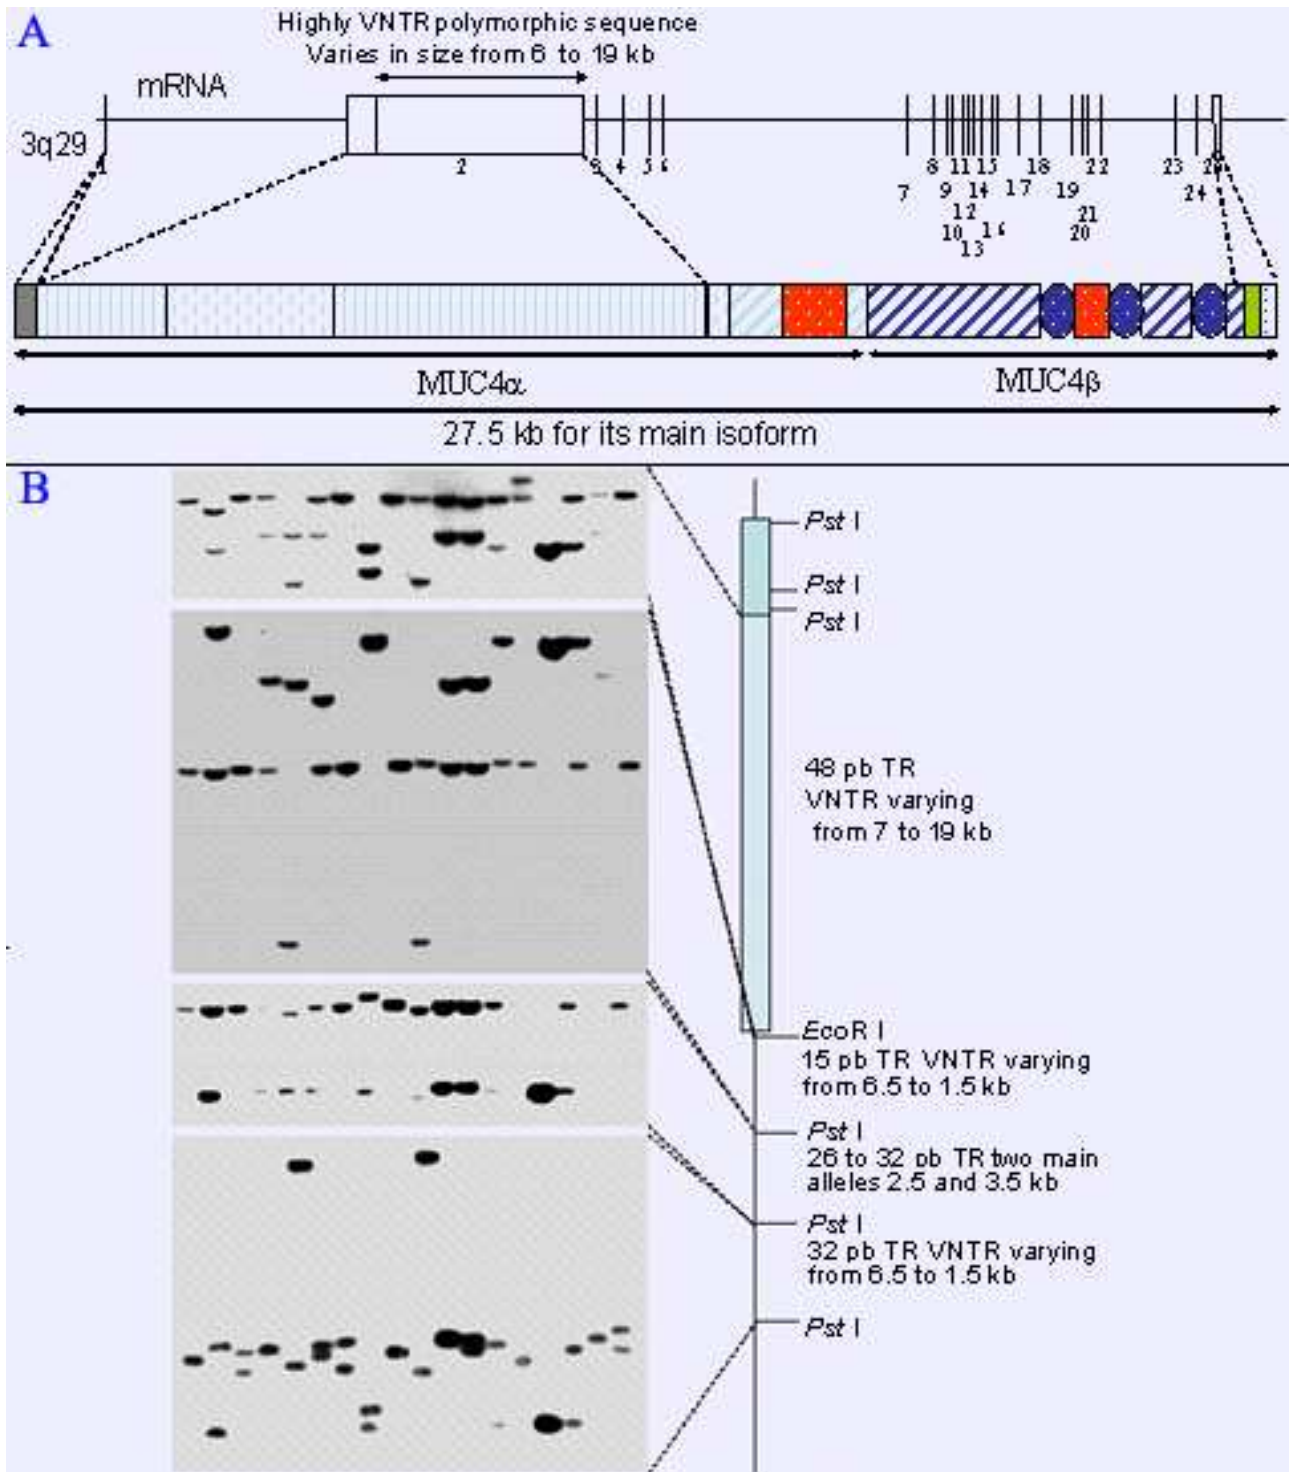 A
Highly VNTR polymorphic sequence
Varies in size from 6 to 19 kb
mRNA
3q29
1
2
3
4
5
6
7
8
9
10
11
12
13
14
15
16
17
18
19
20
21
22
23
24
MUC4α
MUC4β
27.5 kb for its main isoform
B
Pst I
Pst I
Pst I
48 pb TR
VNTR varying
from 7 to 19 kb
EcoR I
15 pb TR VNTR varying
from 6.5 to 1.5 kb
Pst I
26 to 32 pb TR two main
alleles 2.5 and 3.5 kb
Pst I
32 pb TR VNTR varying
from 6.5 to 1.5 kb
Pst I